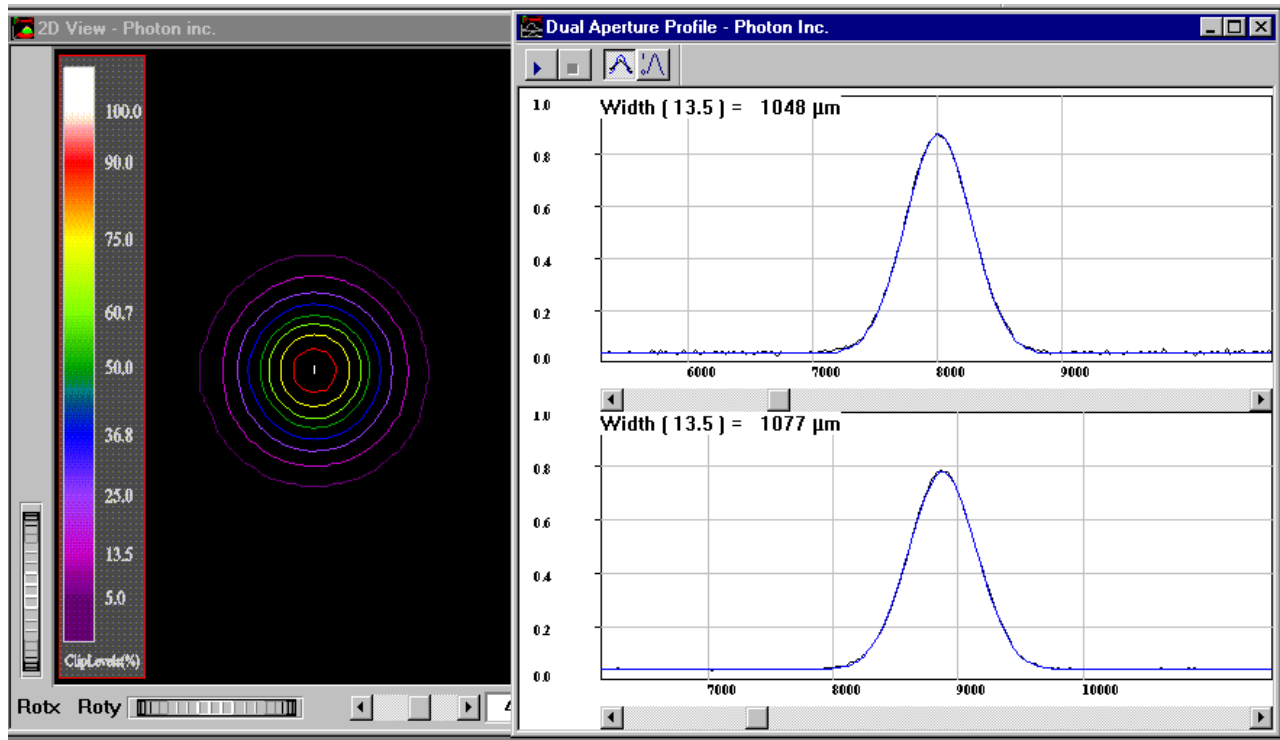 2D View - Photon inc.
100.0
90.0
75.0
60.7
50.0
36.8
25.0
13.5
5.0
ClipLevels(%)
Rotx Roty
Dual Aperture Profile - Photon Inc.
Width ( 13.5 ) = 1048 µm
1.0
0.8
0.6
0.4
0.2
0.0
6000 7000 8000 9000
Width ( 13.5 ) = 1077 µm
1.0
0.8
0.6
0.4
0.2
0.0
7000 8000 9000 10000